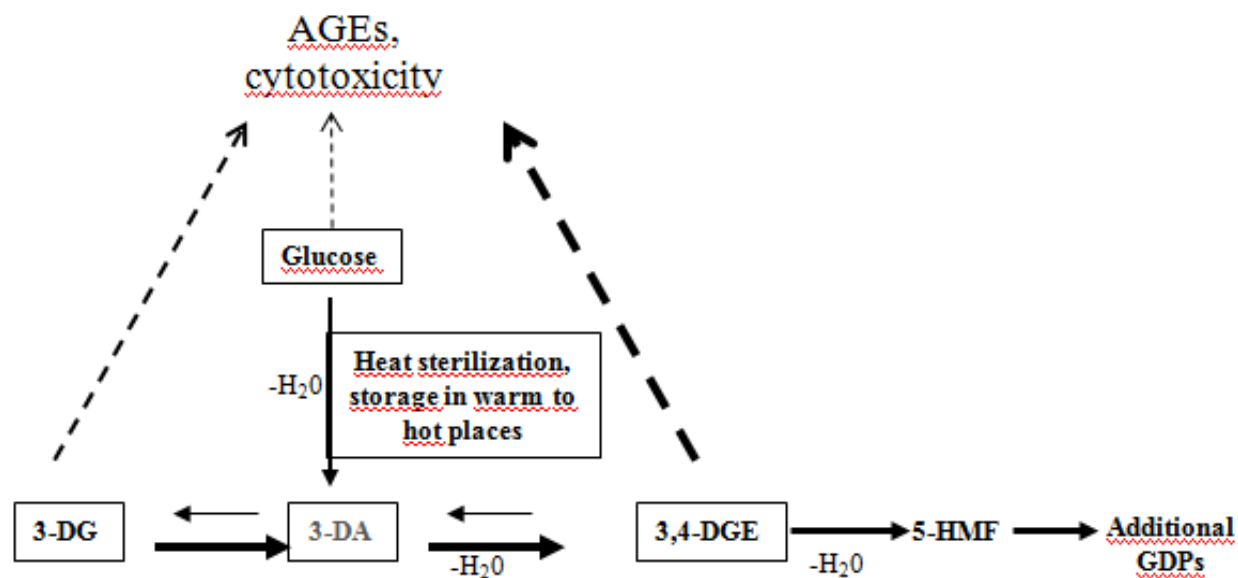 AGEs,
cytotoxicity
Glucose
-H₂0
Heat sterilization,
storage in warm to
hot places
3-DG
3-DA
-H₂0
3,4-DGE
-H₂0
5-HMF
Additional
GDPs